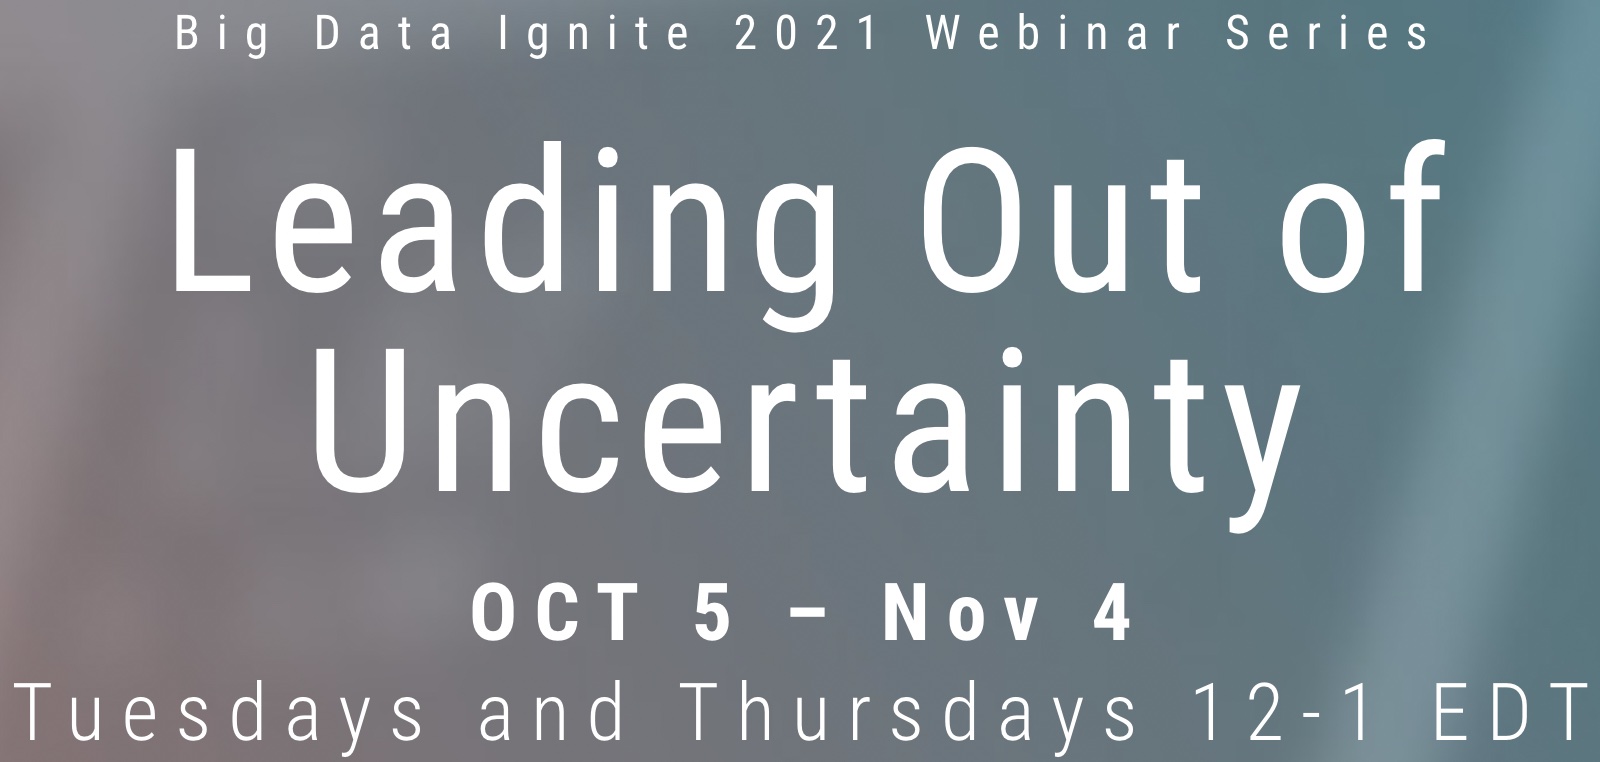 Big Data Ignite 2021 Webinar Series
Leading Out of
Uncertainty
OCT 5 – Nov 4
Tuesdays and Thursdays 12-1 EDT